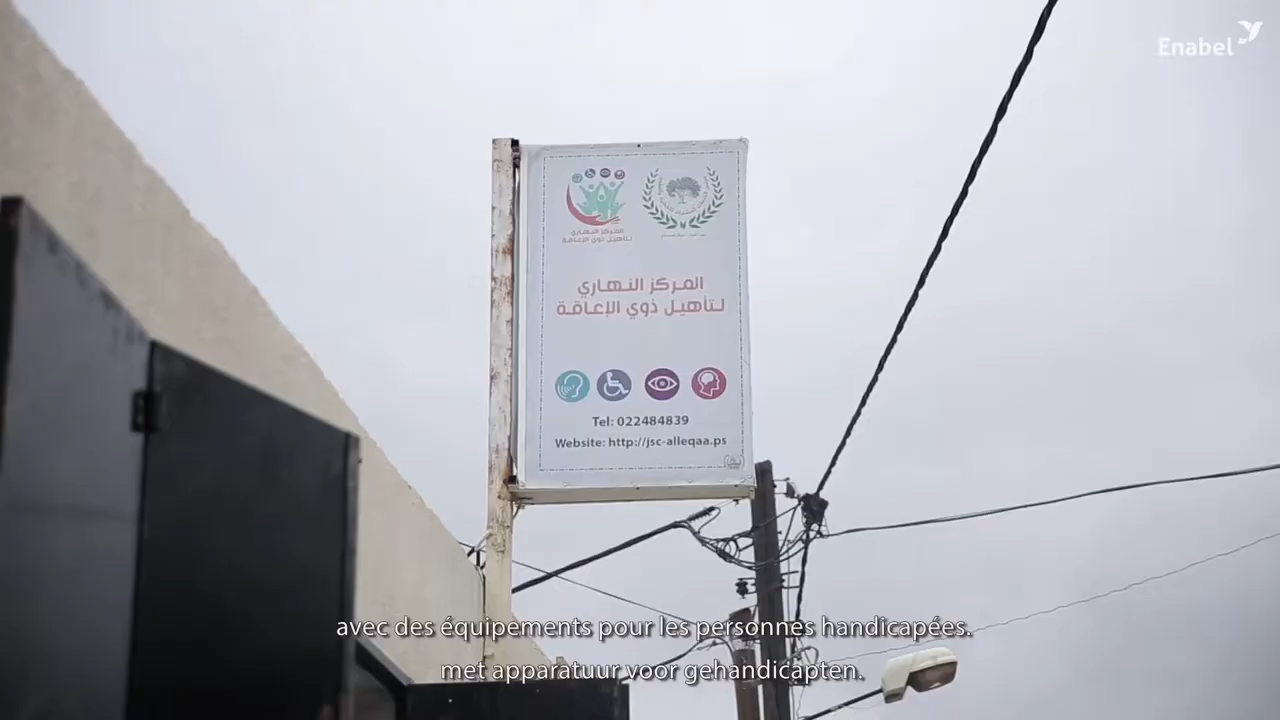 Enabel
المركز النهاري
لتأهيل ذوي الإعاقة
المركز النهاري
لتأهيل ذوي الإعاقة
Tel: 022484839
Website: http://jsc-alleqaa.ps
avec des équipements pour les personnes handicapées.
met apparatuur voor gehandicapten.